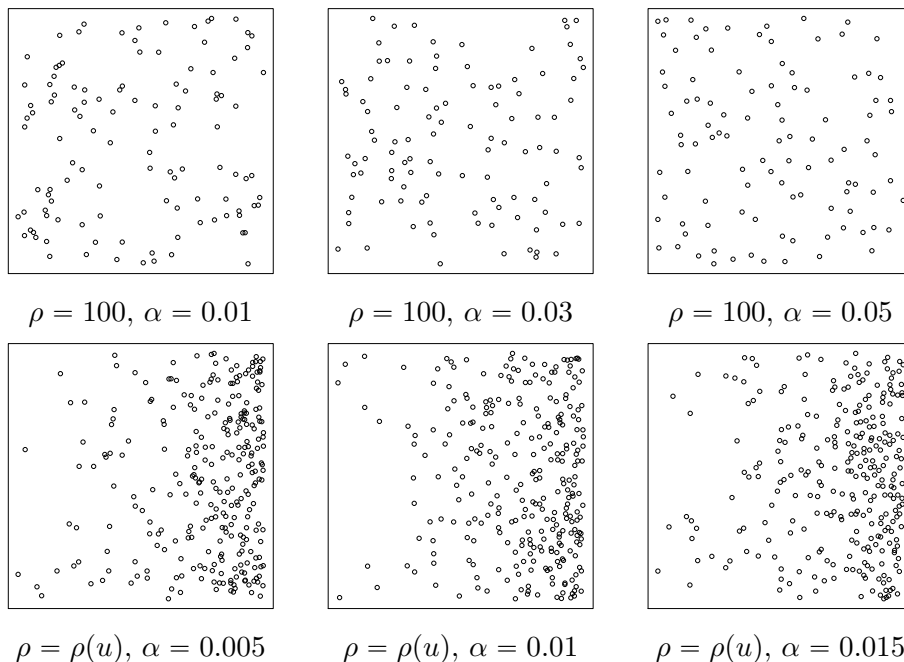 ρ = 100, α = 0.01
ρ = 100, α = 0.03
ρ = 100, α = 0.05
ρ = ρ(u), α = 0.005
ρ = ρ(u), α = 0.01
ρ = ρ(u), α = 0.015